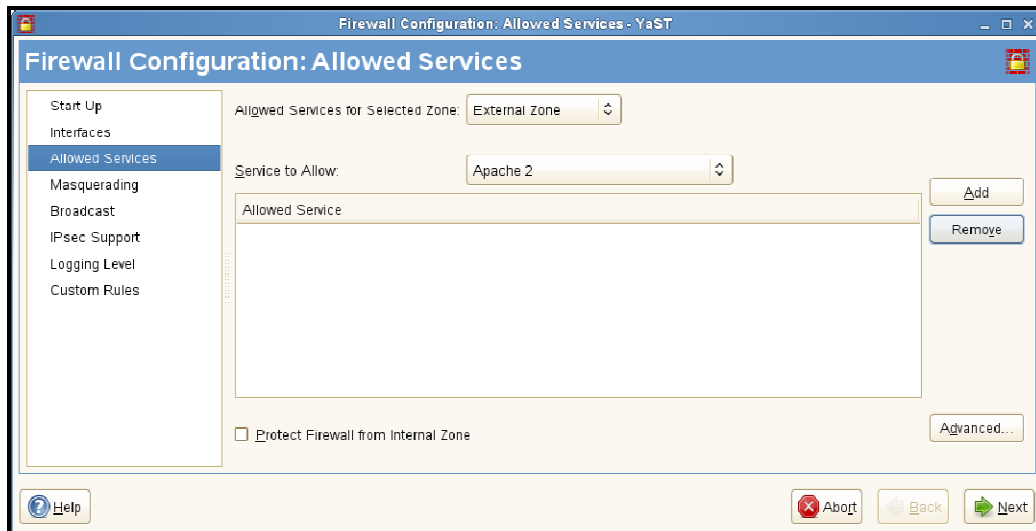 Firewall Configuration: Allowed Services - YaST
Firewall Configuration: Allowed Services
Start Up
Interfaces
Allowed Services
Masquerading
Broadcast
IPsec Support
Logging Level
Custom Rules
Allowed Services for Selected Zone: External Zone
Service to Allow: Apache 2
Allowed Service
Add
Remove
Protect Firewall from Internal Zone
Advanced...
Help
Abort
Back
Next